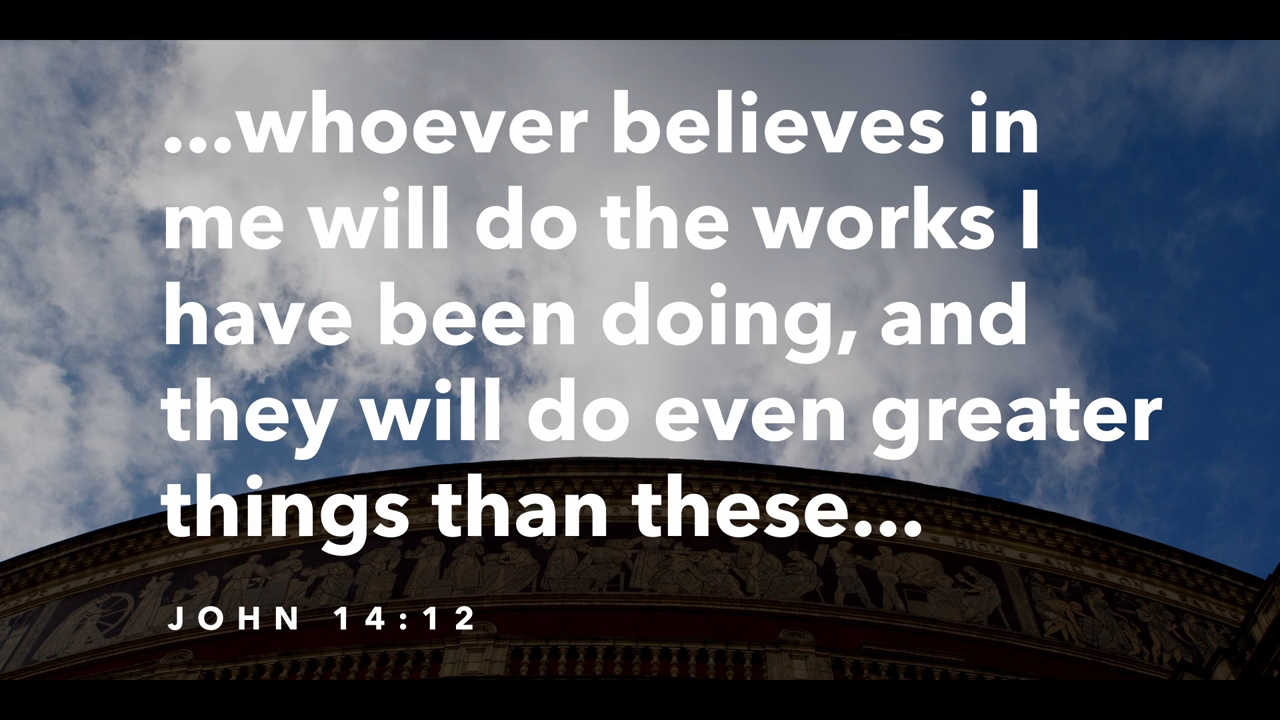 ...whoever believes in
me will do the works I
have been doing, and
they will do even greater
things than these...
JOHN 14:12